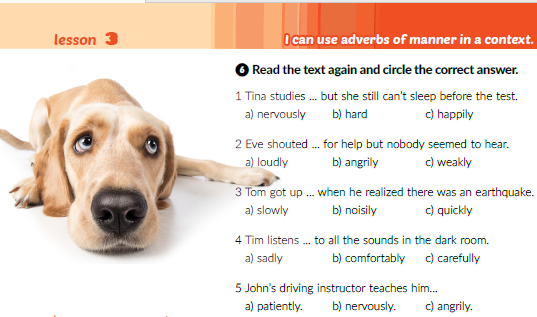 lesson 3
I can use adverbs of manner in a context.
6 Read the text again and circle the correct answer.
1 Tina studies ... but she still can't sleep before the test.
a) nervously b) hard c) happily
2 Eve shouted ... for help but nobody seemed to hear.
a) loudly b) angrily c) weakly
3 Tom got up ... when he realized there was an earthquake.
a) slowly b) noisily c) quickly
4 Tim listens ... to all the sounds in the dark room.
a) sadly b) comfortably c) carefully
5 John's driving instructor teaches him...
a) patiently. b) nervously. c) angrily.